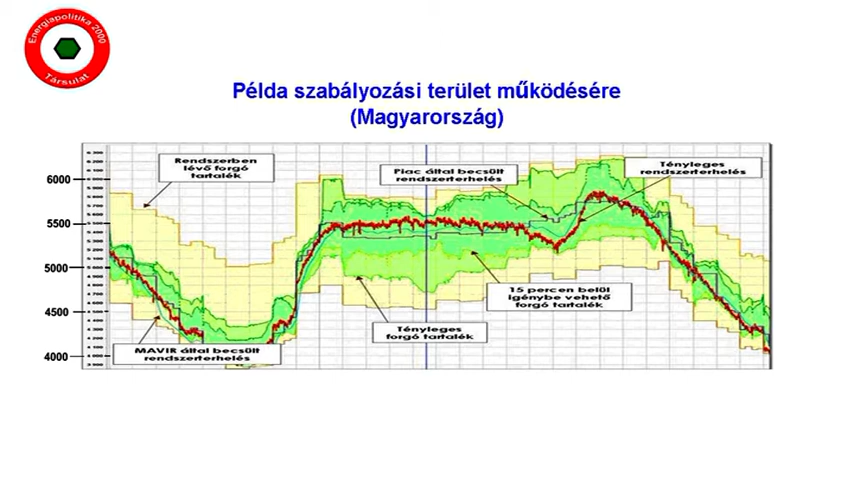 Energiapolitika 2000
Társulat
Példa szabályozási terület működésére
(Magyarország)
Rendszerben
lévő forgó
tartalék
Piac által becsült
rendszerterhelés
Tényleges
rendszerterhelés
6000
5500
5000
4500
4000
15 percen belül
igénybe vehető
forgó tartalék
Tényleges
forgó tartalék
MAVIR által becsült
rendszerterhelés